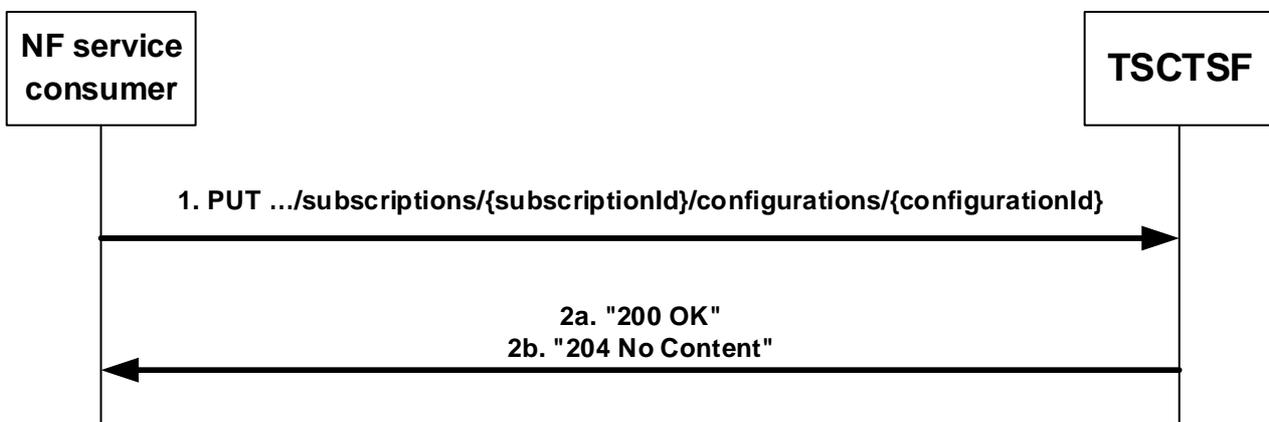 NF service
consumer
TSCTSF
1. PUT …/subscriptions/{subscriptionId}/configurations/{configurationId}
2a. "200 OK"
2b. "204 No Content"